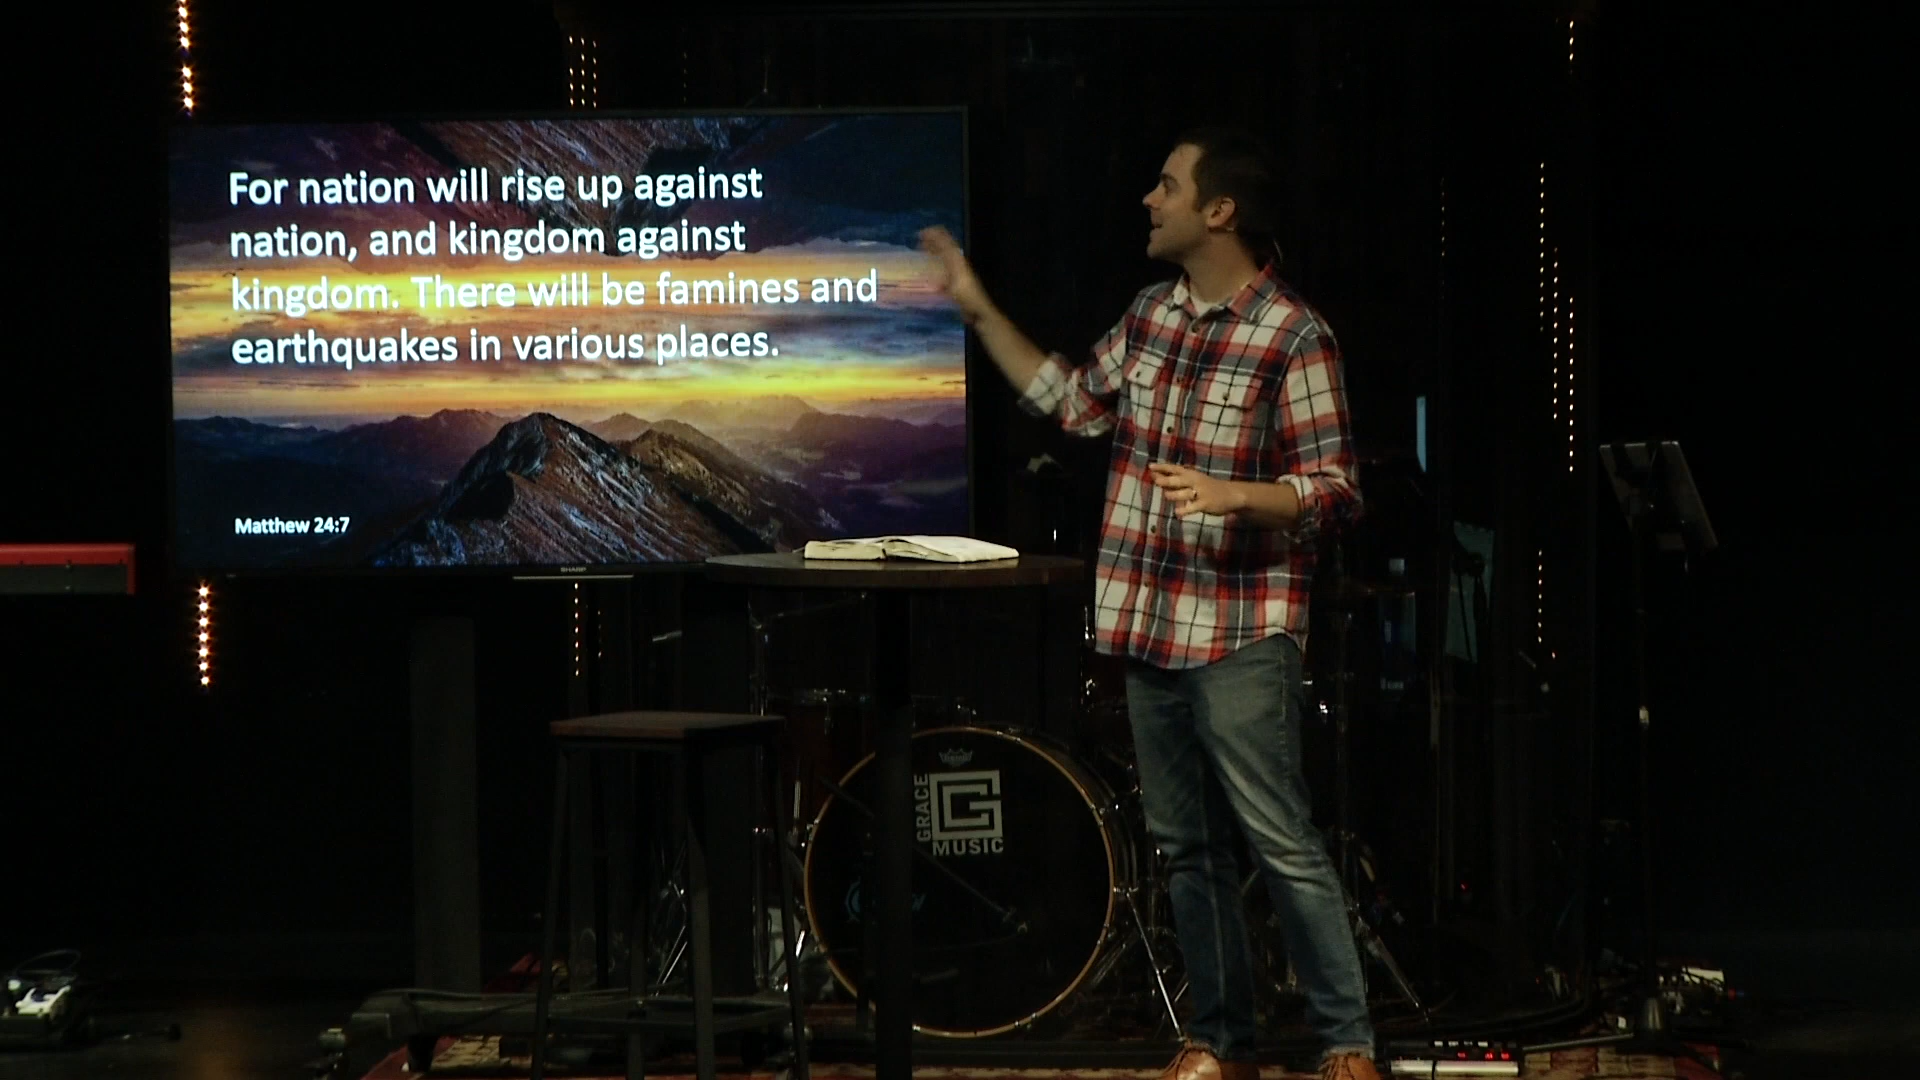 For nation will rise up against
nation, and kingdom against
kingdom. There will be famines and
earthquakes in various places.
Matthew 24:7
SHARP
GRACE
MUSIC